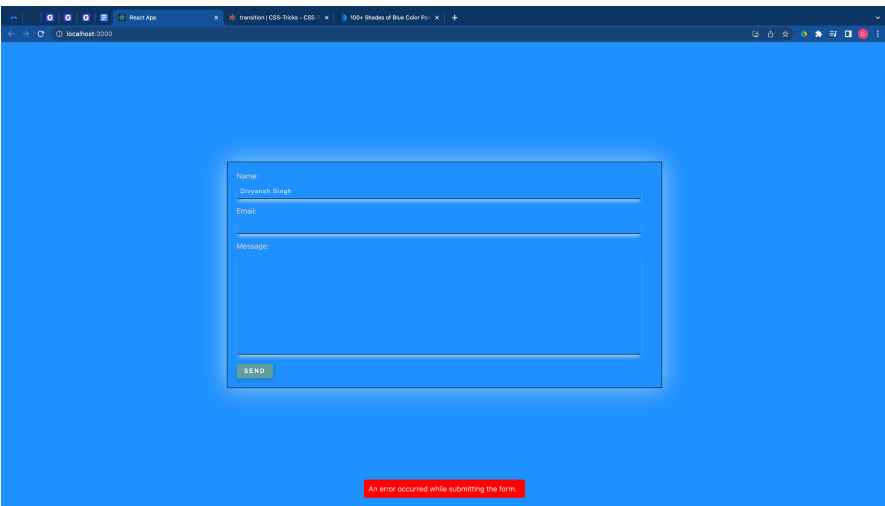 React App
transition | CSS-Tricks - CSS-T
100+ Shades of Blue Color Pale
localhost:3000
Name:
Divyansh Singh
Email:
Message:
SEND
An error occurred while submitting the form.